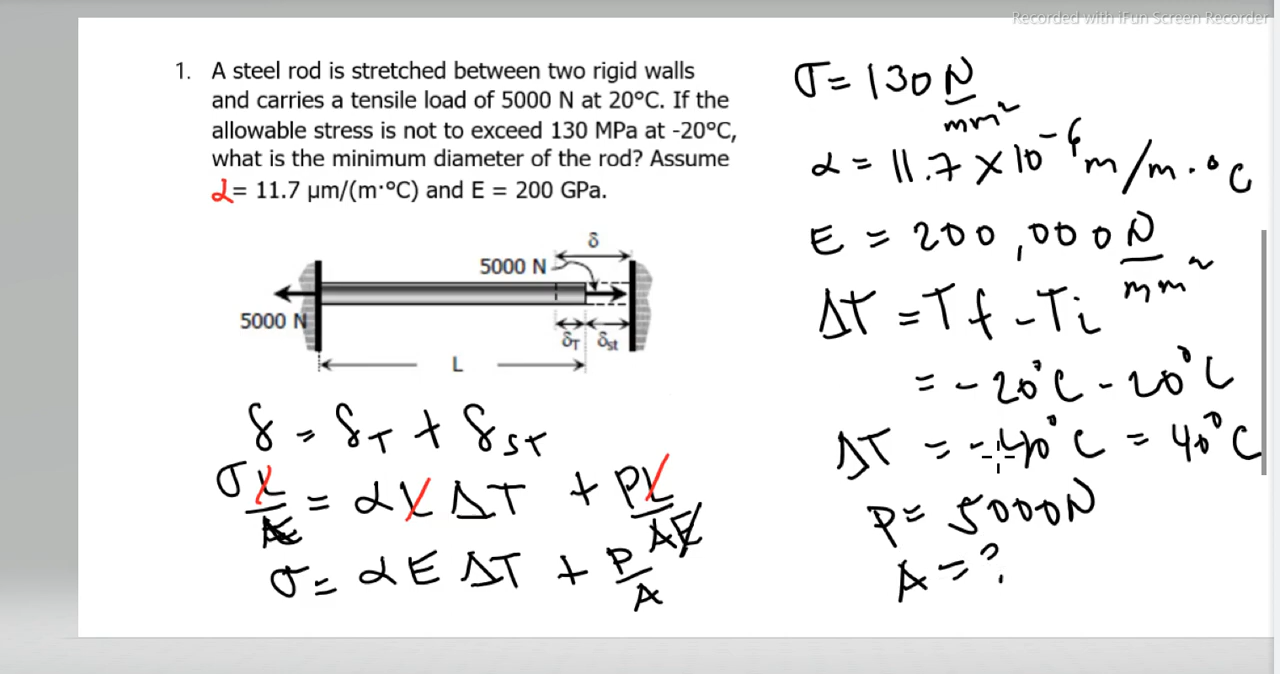 Recorded with iFun Screen Recorder
1. A steel rod is stretched between two rigid walls
and carries a tensile load of 5000 N at 20°C. If the
allowable stress is not to exceed 130 MPa at -20°C,
what is the minimum diameter of the rod? Assume
α= 11.7 µm/(m·°C) and E = 200 GPa.
δ
5000 N
5000 N
δT δst
L
δ = δT + δST
σL/AE = αLΔT + PL/AE
σ = αEΔT + P/A
σ = 130 N/mm²
α = 11.7 × 10⁻⁶ m/m·°C
E = 200,000 N/mm²
ΔT = Tf - Ti
= -20°C - 20°C
ΔT = -40°C = 40°C
P = 5000N
A = ?